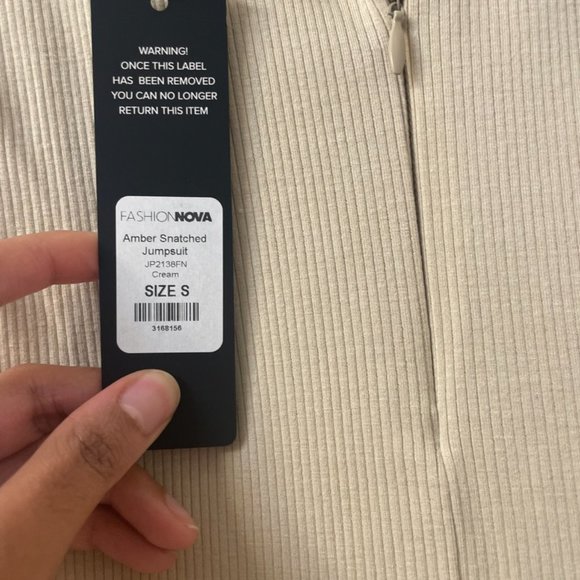 WARNING!
ONCE THIS LABEL
HAS BEEN REMOVED
YOU CAN NO LONGER
RETURN THIS ITEM
FASHIONNOVA
Amber Snatched
Jumpsuit
JP2138FN
Cream
SIZE S
3168156